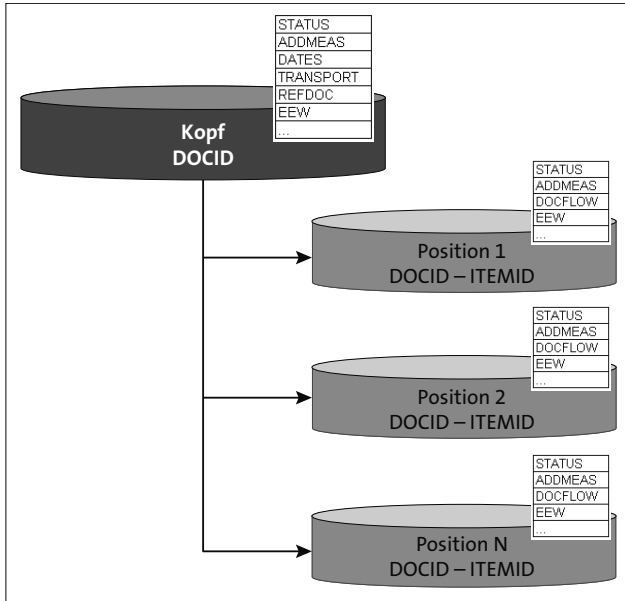 STATUS
ADDMEAS
DATES
TRANSPORT
REFDOC
EEW
...
Kopf
DOCID
STATUS
ADDMEAS
DOCFLOW
EEW
...
Position 1
DOCID – ITEMID
STATUS
ADDMEAS
DOCFLOW
EEW
...
Position 2
DOCID – ITEMID
STATUS
ADDMEAS
DOCFLOW
EEW
...
Position N
DOCID – ITEMID